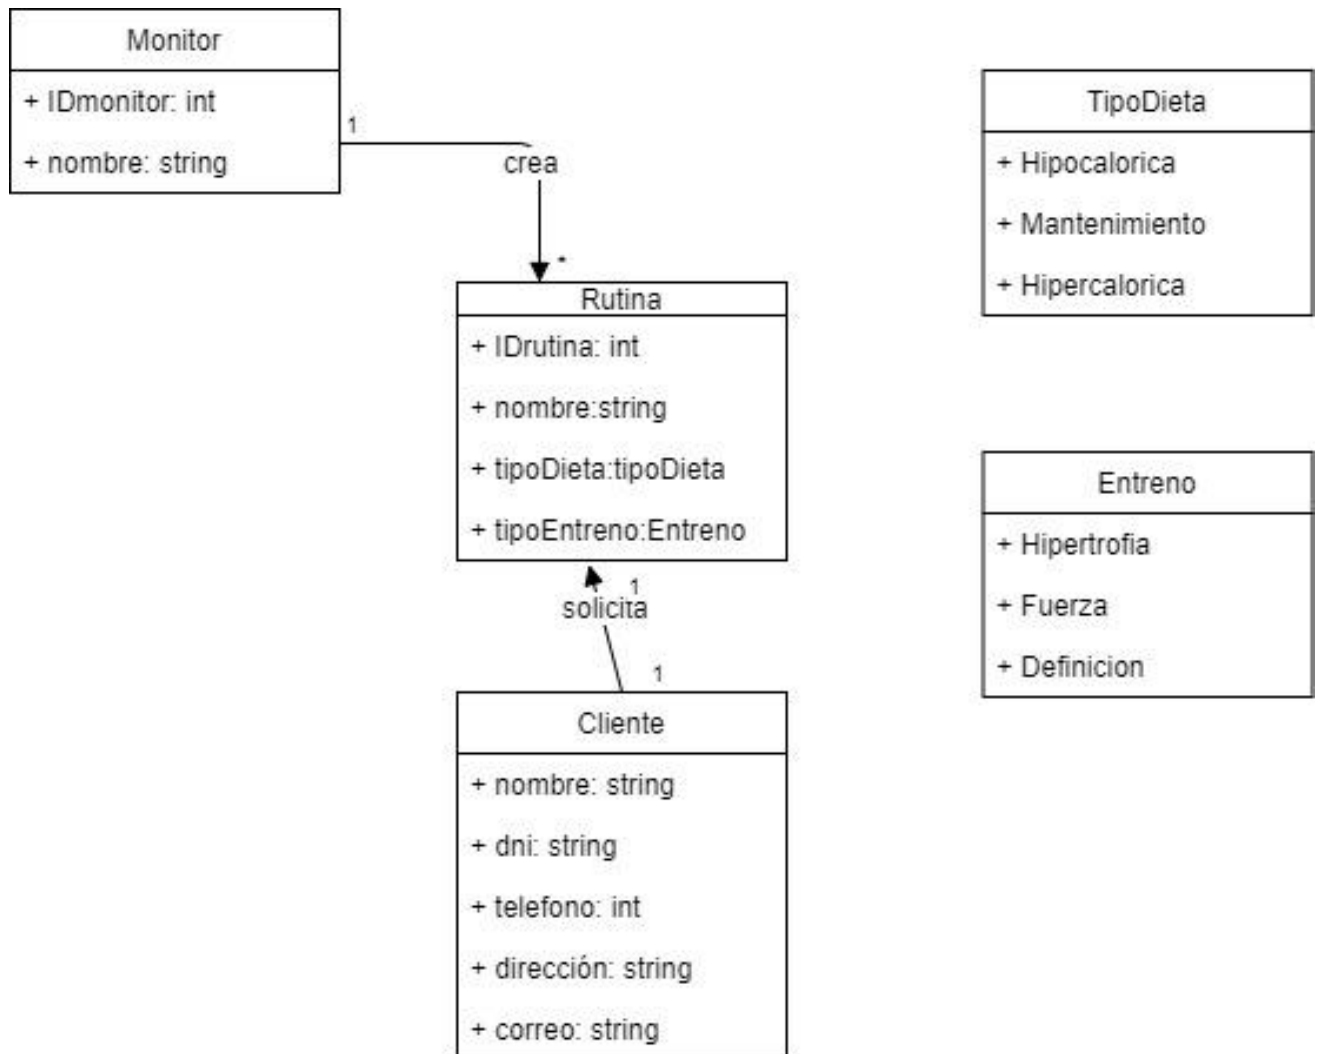 Monitor
+ IDmonitor: int
+ nombre: string
1
crea
*
Rutina
+ IDrutina: int
+ nombre:string
+ tipoDieta:tipoDieta
+ tipoEntreno:Entreno
1
solicita
1
Cliente
+ nombre: string
+ dni: string
+ telefono: int
+ dirección: string
+ correo: string
TipoDieta
+ Hipocalorica
+ Mantenimiento
+ Hipercalorica
Entreno
+ Hipertrofia
+ Fuerza
+ Definicion